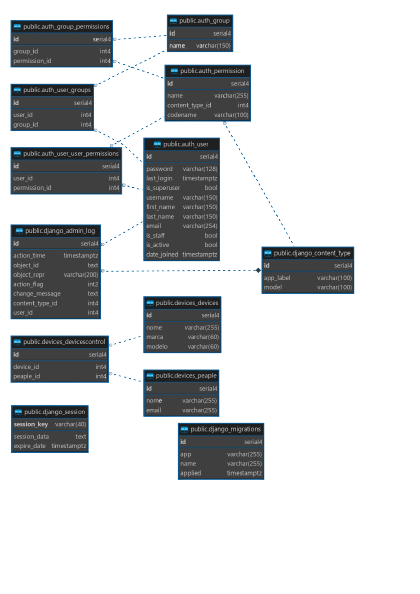 public.auth_group_permissions
id serial4
group_id int4
permission_id int4
public.auth_group
id serial4
name varchar(150)
public.auth_permission
id serial4
name varchar(255)
content_type_id int4
codename varchar(100)
public.auth_user_groups
id serial4
user_id int4
group_id int4
public.auth_user_user_permissions
id serial4
user_id int4
permission_id int4
public.auth_user
id serial4
password varchar(128)
last_login timestamptz
is_superuser bool
username varchar(150)
first_name varchar(150)
last_name varchar(150)
email varchar(254)
is_staff bool
is_active bool
date_joined timestamptz
public.django_admin_log
id serial4
action_time timestamptz
object_id text
object_repr varchar(200)
action_flag int2
change_message text
content_type_id int4
user_id int4
public.django_content_type
id serial4
app_label varchar(100)
model varchar(100)
public.devices_devices
id serial4
nome varchar(255)
marca varchar(60)
modelo varchar(60)
public.devices_devicescontrol
id serial4
device_id int4
peaple_id int4
public.devices_peaple
id serial4
nome varchar(255)
email varchar(255)
public.django_session
session_key varchar(40)
session_data text
expire_date timestamptz
public.django_migrations
id serial4
app varchar(255)
name varchar(255)
applied timestamptz